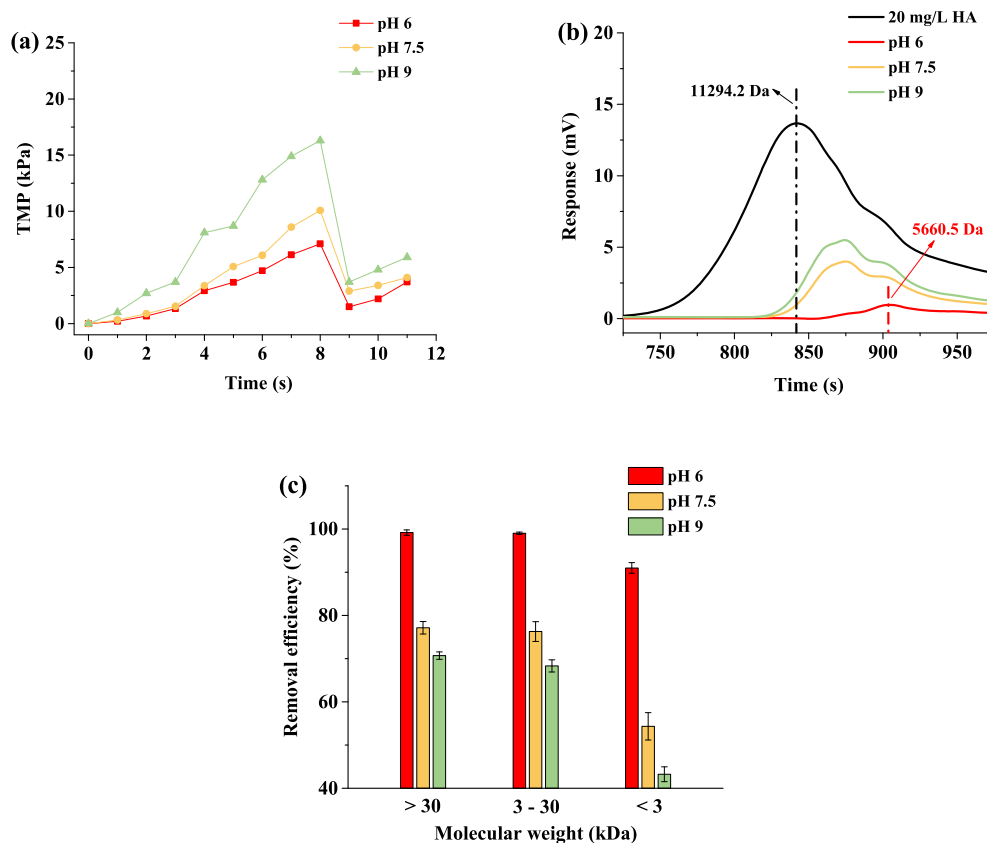 (a)
pH 6
pH 7.5
pH 9
25
20
15
10
5
0
TMP (kPa)
0 2 4 6 8 10 12
Time (s)
(b)
20 mg/L HA
pH 6
pH 7.5
pH 9
11294.2 Da
5660.5 Da
20
15
10
5
0
Response (mV)
750 800 850 900 950
Time (s)
(c)
pH 6
pH 7.5
pH 9
100
80
60
40
Removal efficiency (%)
> 30 3 - 30 < 3
Molecular weight (kDa)